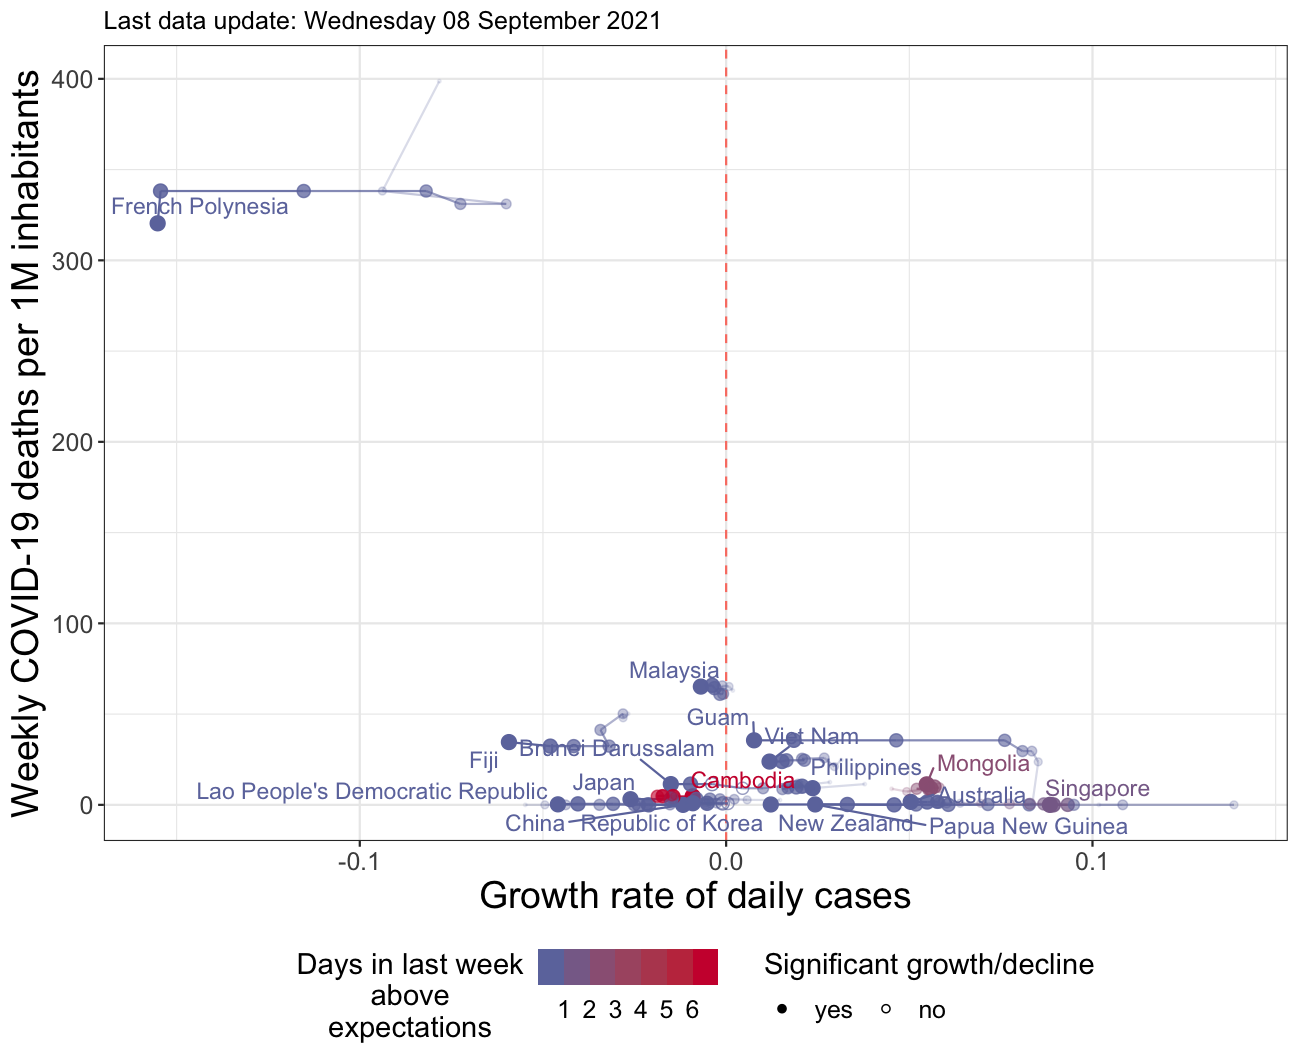 Last data update: Wednesday 08 September 2021
Weekly COVID-19 deaths per 1M inhabitants
400
300
200
100
0
French Polynesia
Malaysia
Guam
Viet Nam
Fiji
Brunei Darussalam
Philippines
Mongolia
Japan
Cambodia
Lao People's Democratic Republic
Australia
Singapore
China
Republic of Korea
New Zealand
Papua New Guinea
-0.1
0.0
0.1
Growth rate of daily cases
Days in last week
above
expectations
1 2 3 4 5 6
Significant growth/decline
yes
no